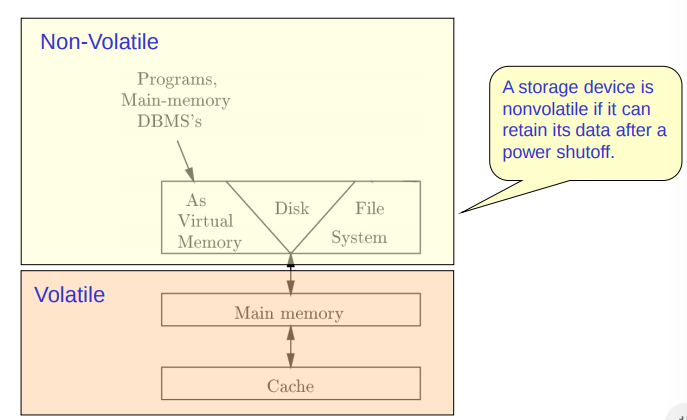 Non-Volatile
Programs,
Main-memory
DBMS's
A storage device is
nonvolatile if it can
retain its data after a
power shutoff.
As
Virtual
Memory
Disk
File
System
Volatile
Main memory
Cache